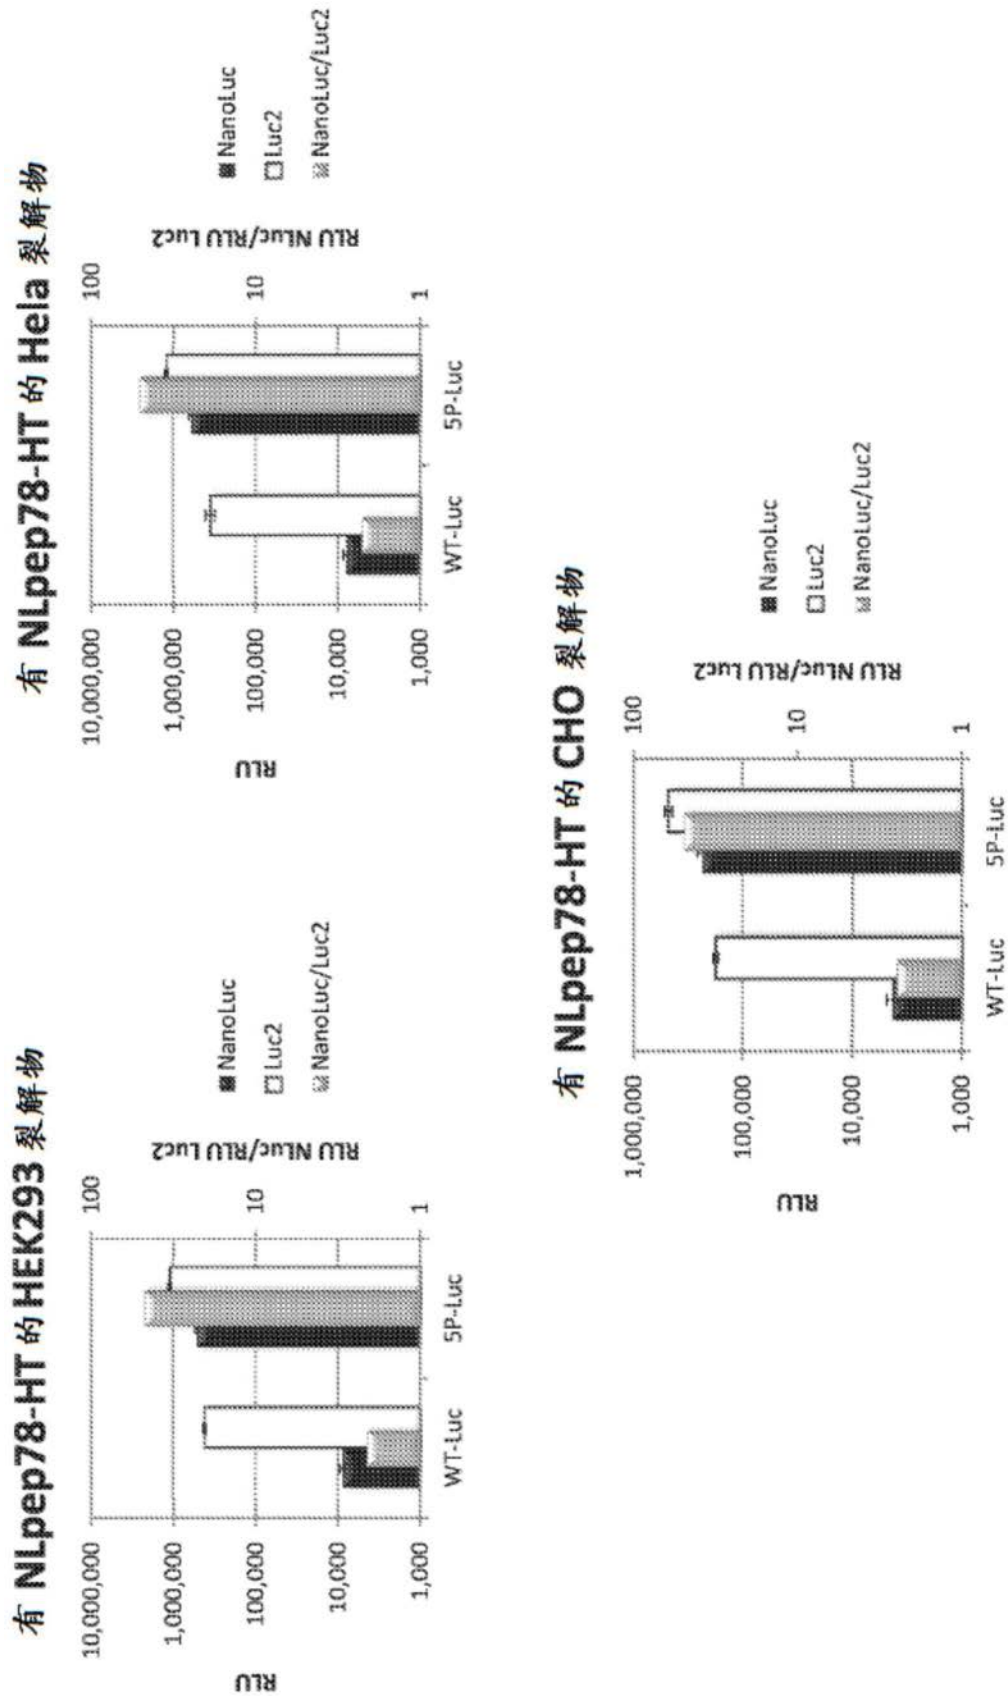 有 NLpep78-HT 的 HEK293 裂解物
10,000,000
1,000,000
100,000
10,000
1,000
RLU
100
10
1
RLU NLuc/RLU Luc2
WT-Luc
5P-Luc
NanoLuc
Luc2
NanoLuc/Luc2
有 NLpep78-HT 的 Hela 裂解物
10,000,000
1,000,000
100,000
10,000
1,000
RLU
100
10
1
RLU NLuc/RLU Luc2
WT-Luc
5P-Luc
NanoLuc
Luc2
NanoLuc/Luc2
有 NLpep78-HT 的 CHO 裂解物
1,000,000
100,000
10,000
1,000
RLU
100
10
1
RLU NLuc/RLU Luc2
WT-Luc
5P-Luc
NanoLuc
Luc2
NanoLuc/Luc2